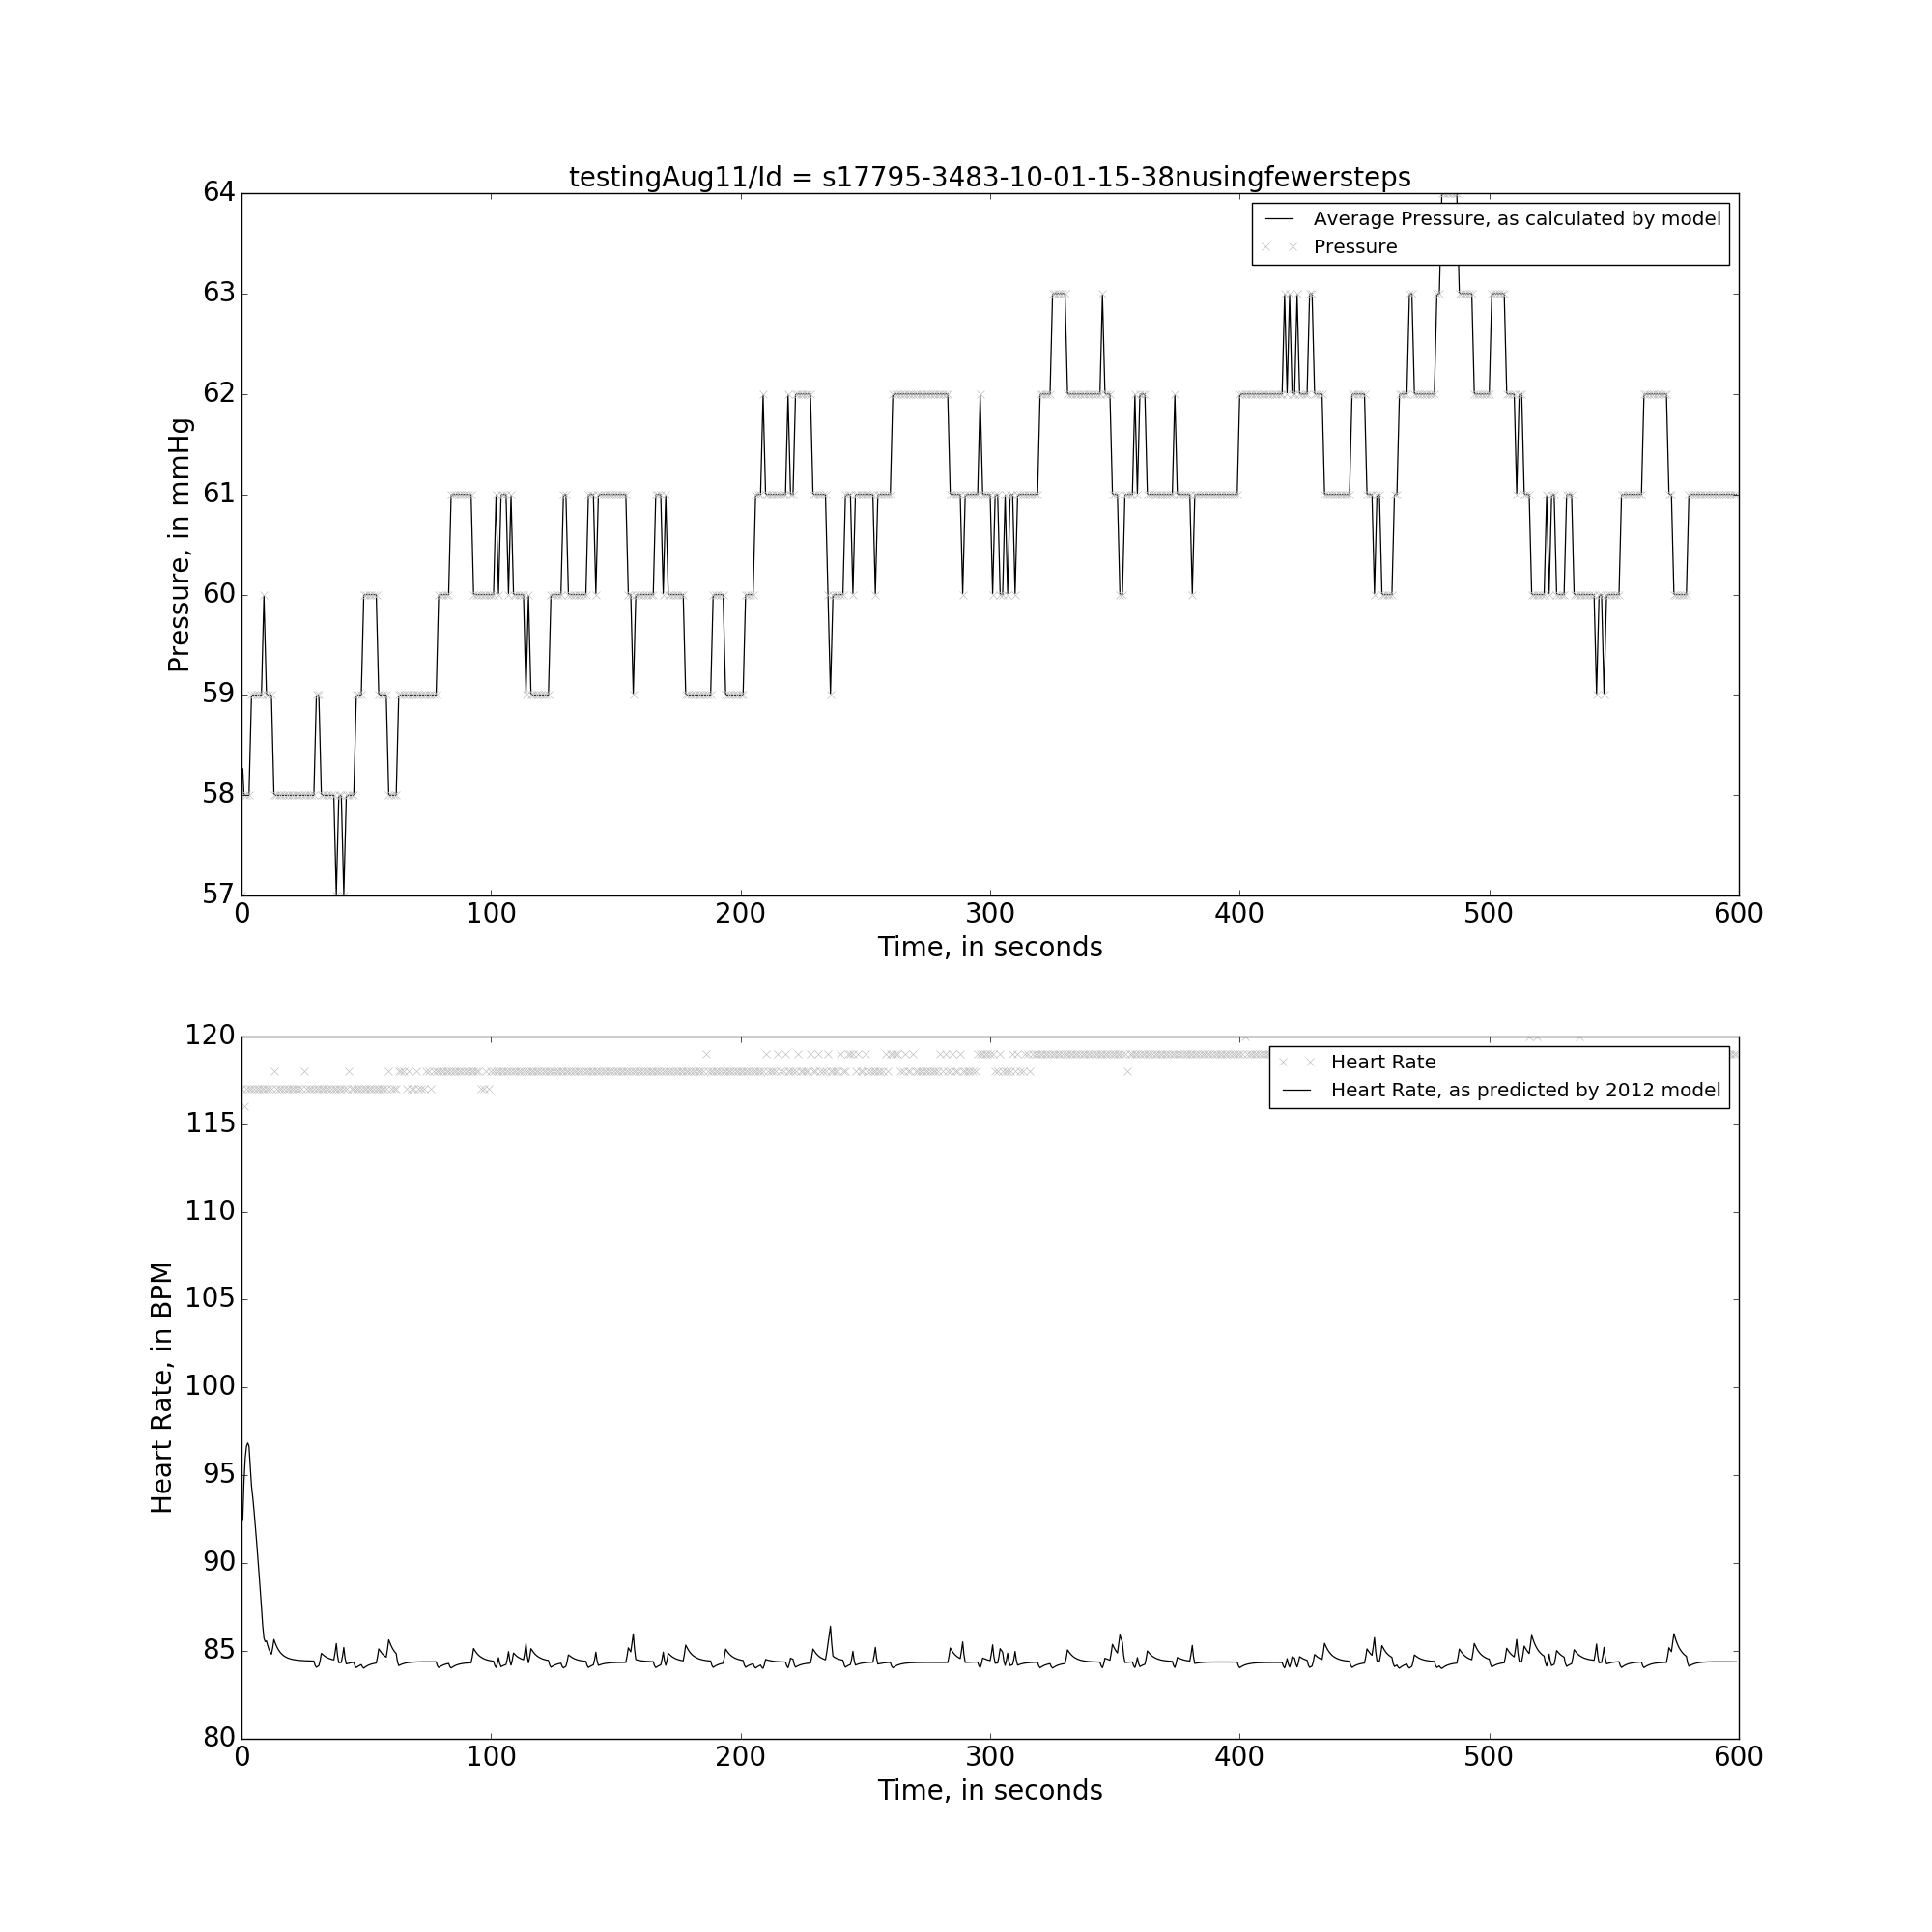 testingAug11/Id = s17795-3483-10-01-15-38nusingfewersteps
64
63
62
61
60
59
58
57
Pressure, in mmHg
Average Pressure, as calculated by model
Pressure
0 100 200 300 400 500 600
Time, in seconds
120
115
110
105
100
95
90
85
80
Heart Rate, in BPM
Heart Rate
Heart Rate, as predicted by 2012 model
0 100 200 300 400 500 600
Time, in seconds